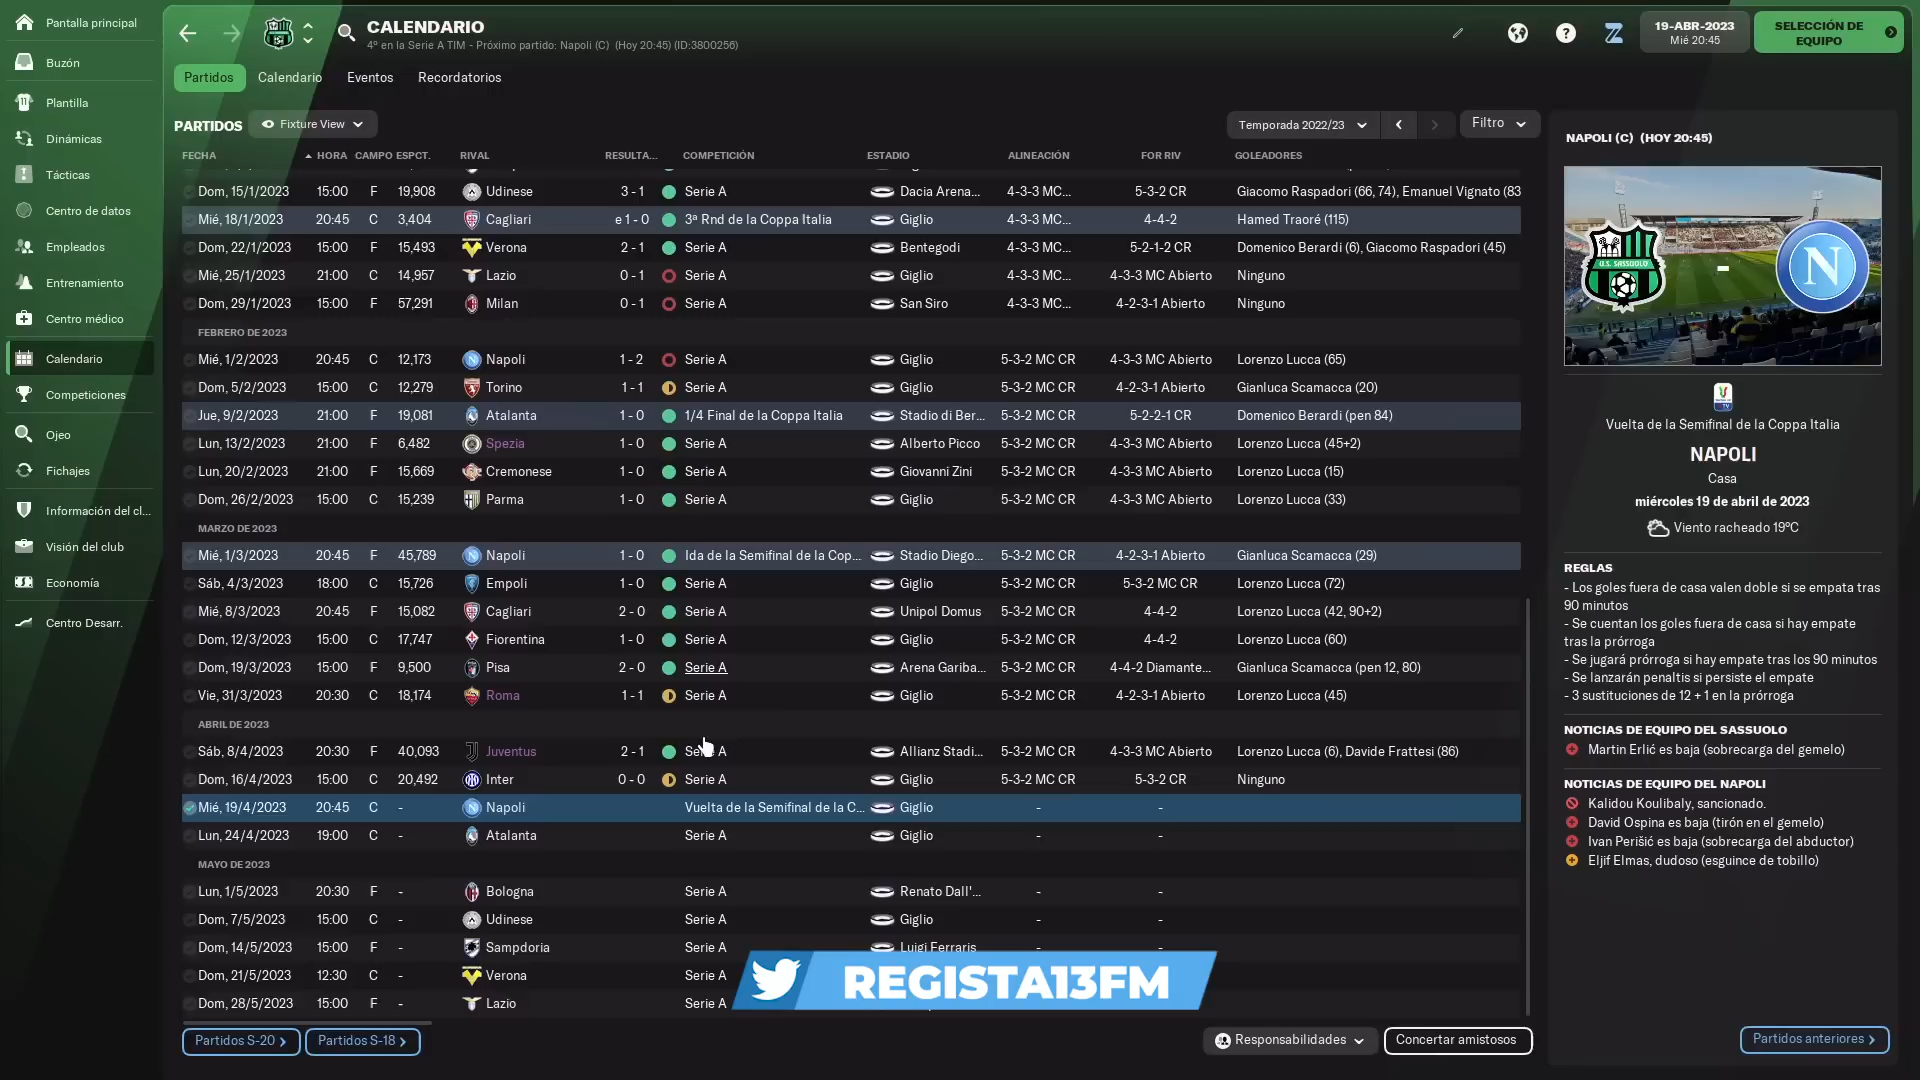 Pantalla principal
Buzón
Plantilla
Dinámicas
Tácticas
Centro de datos
Empleados
Entrenamiento
Centro médico
Calendario
Competiciones
Ojeo
Fichajes
Información del cl...
Visión del club
Economía
Centro Desarr.
CALENDARIO
4º en la Serie A TIM - Próximo partido: Napoli (C) (Hoy 20:45) (ID:3800256)
19-ABR-2023
Mié 20:45
SELECCIÓN DE
EQUIPO
Partidos Calendario Eventos Recordatorios
PARTIDOS Fixture View Temporada 2022/23 Filtro
FECHA HORA CAMPO ESPCT. RIVAL RESULTA... COMPETICIÓN ESTADIO ALINEACIÓN FOR RIV GOLEADORES
Dom, 15/1/2023 15:00 F 19,908 Udinese 3 - 1 Serie A Dacia Arena... 4-3-3 MC... 5-3-2 CR Giacomo Raspadori (66, 74), Emanuel Vignato (83
Mié, 18/1/2023 20:45 C 3,404 Cagliari e 1 - 0 3ª Rnd de la Coppa Italia Giglio 4-3-3 MC... 4-4-2 Hamed Traoré (115)
Dom, 22/1/2023 15:00 F 15,493 Verona 2 - 1 Serie A Bentegodi 4-3-3 MC... 5-2-1-2 CR Domenico Berardi (6), Giacomo Raspadori (45)
Mié, 25/1/2023 21:00 C 14,957 Lazio 0 - 1 Serie A Giglio 4-3-3 MC... 4-3-3 MC Abierto Ninguno
Dom, 29/1/2023 15:00 F 57,291 Milan 0 - 1 Serie A San Siro 4-3-3 MC... 4-2-3-1 Abierto Ninguno
FEBRERO DE 2023
Mié, 1/2/2023 20:45 C 12,173 Napoli 1 - 2 Serie A Giglio 5-3-2 MC CR 4-3-3 MC Abierto Lorenzo Lucca (65)
Dom, 5/2/2023 15:00 C 12,279 Torino 1 - 1 Serie A Giglio 5-3-2 MC CR 4-2-3-1 Abierto Gianluca Scamacca (20)
Jue, 9/2/2023 21:00 F 19,081 Atalanta 1 - 0 1/4 Final de la Coppa Italia Stadio di Ber... 5-3-2 MC CR 5-2-2-1 CR Domenico Berardi (pen 84)
Lun, 13/2/2023 21:00 F 6,482 Spezia 1 - 0 Serie A Alberto Picco 5-3-2 MC CR 4-3-3 MC Abierto Lorenzo Lucca (45+2)
Lun, 20/2/2023 21:00 F 15,669 Cremonese 1 - 0 Serie A Giovanni Zini 5-3-2 MC CR 4-3-3 MC Abierto Lorenzo Lucca (15)
Dom, 26/2/2023 15:00 C 15,239 Parma 1 - 0 Serie A Giglio 5-3-2 MC CR 4-3-3 MC Abierto Lorenzo Lucca (33)
MARZO DE 2023
Mié, 1/3/2023 20:45 F 45,789 Napoli 1 - 0 Ida de la Semifinal de la Cop... Stadio Diego... 5-3-2 MC CR 4-2-3-1 Abierto Gianluca Scamacca (29)
Sáb, 4/3/2023 18:00 C 15,726 Empoli 1 - 0 Serie A Giglio 5-3-2 MC CR 5-3-2 MC CR Lorenzo Lucca (72)
Mié, 8/3/2023 20:45 F 15,082 Cagliari 2 - 0 Serie A Unipol Domus 5-3-2 MC CR 4-4-2 Lorenzo Lucca (42, 90+2)
Dom, 12/3/2023 15:00 C 17,747 Fiorentina 1 - 0 Serie A Giglio 5-3-2 MC CR 4-4-2 Lorenzo Lucca (60)
Dom, 19/3/2023 15:00 F 9,500 Pisa 2 - 0 Serie A Arena Gariba... 5-3-2 MC CR 4-4-2 Diamante... Gianluca Scamacca (pen 12, 80)
Vie, 31/3/2023 20:30 C 18,174 Roma 1 - 1 Serie A Giglio 5-3-2 MC CR 4-2-3-1 Abierto Lorenzo Lucca (45)
ABRIL DE 2023
Sáb, 8/4/2023 20:30 F 40,093 Juventus 2 - 1 Serie A Allianz Stadi... 5-3-2 MC CR 4-3-3 MC Abierto Lorenzo Lucca (6), Davide Frattesi (86)
Dom, 16/4/2023 15:00 C 20,492 Inter 0 - 0 Serie A Giglio 5-3-2 MC CR 5-3-2 CR Ninguno
Mié, 19/4/2023 20:45 C - Napoli Vuelta de la Semifinal de la C... Giglio - -
Lun, 24/4/2023 19:00 C - Atalanta Serie A Giglio - -
MAYO DE 2023
Lun, 1/5/2023 20:30 F - Bologna Serie A Renato Dall'... - -
Dom, 7/5/2023 15:00 C - Udinese Serie A Giglio - -
Dom, 14/5/2023 15:00 F - Sampdoria Serie A Luigi Ferraris - -
Dom, 21/5/2023 12:30 C - Verona Serie A
Dom, 28/5/2023 15:00 F - Lazio Serie A
REGISTA13FM
Partidos S-20 Partidos S-18 Responsabilidades Concertar amistosos
NAPOLI (C) (HOY 20:45)
U.S. SASSUOLO
N
Vuelta de la Semifinal de la Coppa Italia
NAPOLI
Casa
miércoles 19 de abril de 2023
Viento racheado 19ºC
REGLAS
- Los goles fuera de casa valen doble si se empata tras
90 minutos
- Se cuentan los goles fuera de casa si hay empate
tras la prórroga
- Se jugará prórroga si hay empate tras los 90 minutos
- Se lanzarán penaltis si persiste el empate
- 3 sustituciones de 12 + 1 en la prórroga
NOTICIAS DE EQUIPO DEL SASSUOLO
Martin Erlić es baja (sobrecarga del gemelo)
NOTICIAS DE EQUIPO DEL NAPOLI
Kalidou Koulibaly, sancionado.
David Ospina es baja (tirón en el gemelo)
Ivan Perišić es baja (sobrecarga del abductor)
Eljif Elmas, dudoso (esguince de tobillo)
Partidos anteriores